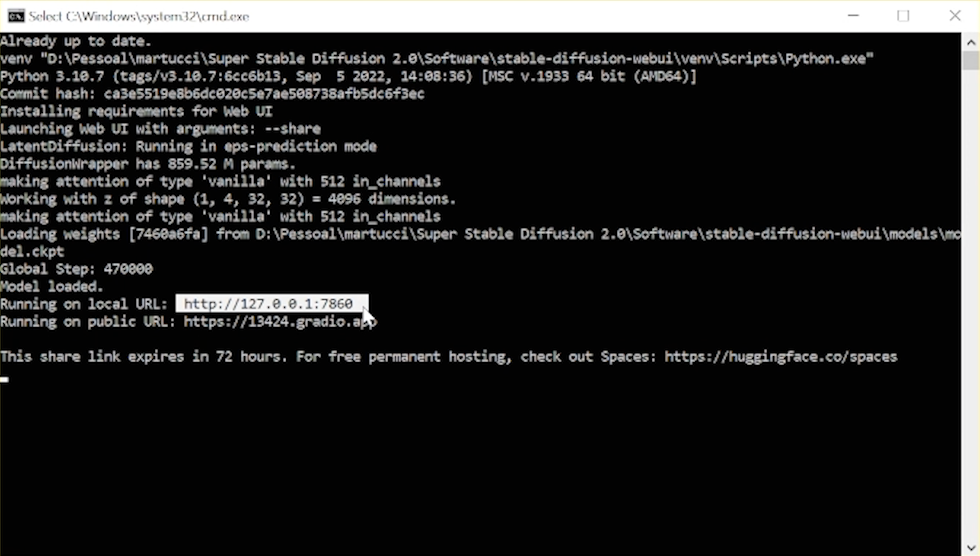 Select C:\Windows\system32\cmd.exe
Already up to date.
venv "D:\Pessoal\martucci\Super Stable Diffusion 2.0\Software\stable-diffusion-webui\venv\Scripts\Python.exe"
Python 3.10.7 (tags/v3.10.7:6cc6b13, Sep  5 2022, 14:08:36) [MSC v.1933 64 bit (AMD64)]
Commit hash: ca3e5519e8b6dc020c5e7ae508738afb5dc6f3ec
Installing requirements for Web UI
Launching Web UI with arguments: --share
LatentDiffusion: Running in eps-prediction mode
DiffusionWrapper has 859.52 M params.
making attention of type 'vanilla' with 512 in_channels
Working with z of shape (1, 4, 32, 32) = 4096 dimensions.
making attention of type 'vanilla' with 512 in_channels
Loading weights [7460a6fa] from D:\Pessoal\martucci\Super Stable Diffusion 2.0\Software\stable-diffusion-webui\models\mo
del.ckpt
Global Step: 470000
Model loaded.
Running on local URL:  http://127.0.0.1:7860
Running on public URL: https://13424.gradio.app
This share link expires in 72 hours. For free permanent hosting, check out Spaces: https://huggingface.co/spaces